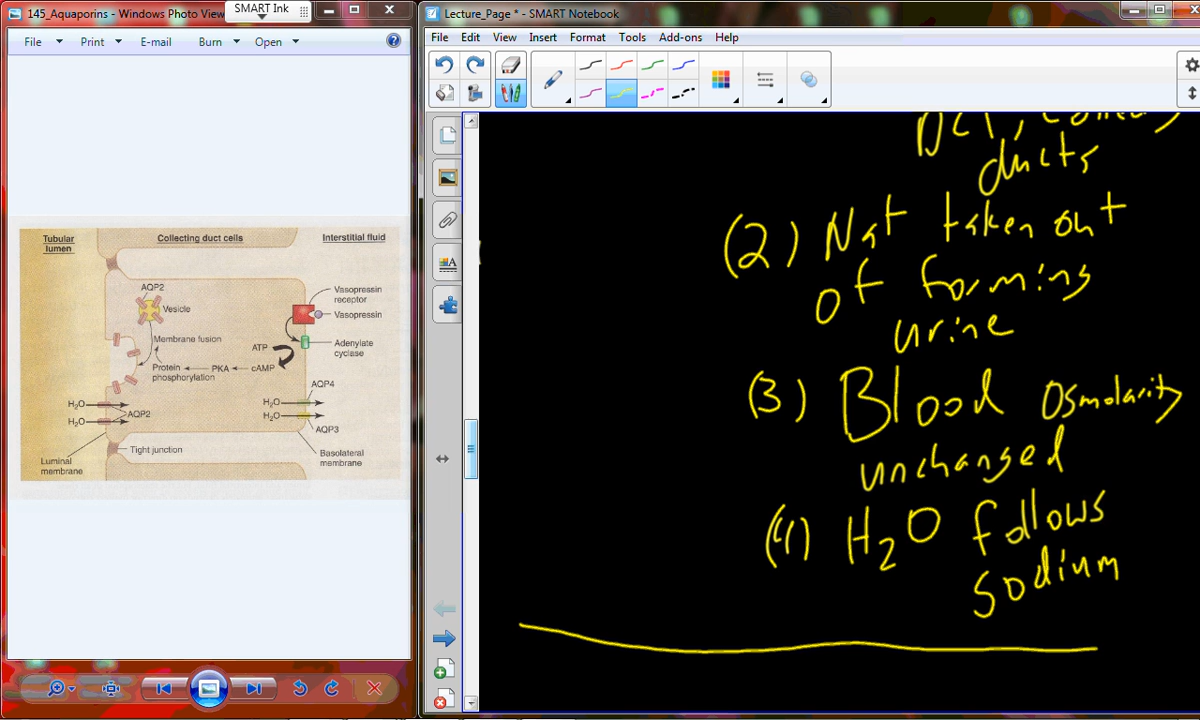 145_Aquaporins - Windows Photo View
SMART Ink
File Print E-mail Burn Open
Tubular
lumen
Collecting duct cells
Interstitial fluid
AQP2
Vesicle
Vasopressin
receptor
Vasopressin
Membrane fusion
ATP
Adenylate
cyclase
Protein
phosphorylation
PKA
cAMP
AQP4
H₂O
H₂O
AQP2
H₂O
H₂O
AQP3
Tight junction
Basolateral
membrane
Luminal
membrane
Lecture_Page * - SMART Notebook
File Edit View Insert Format Tools Add-ons Help
DCT,
ducts
(2) Not taken out
of forming
urine
(3) Blood Osmolarity
unchanged
(4) H₂O follows
sodium